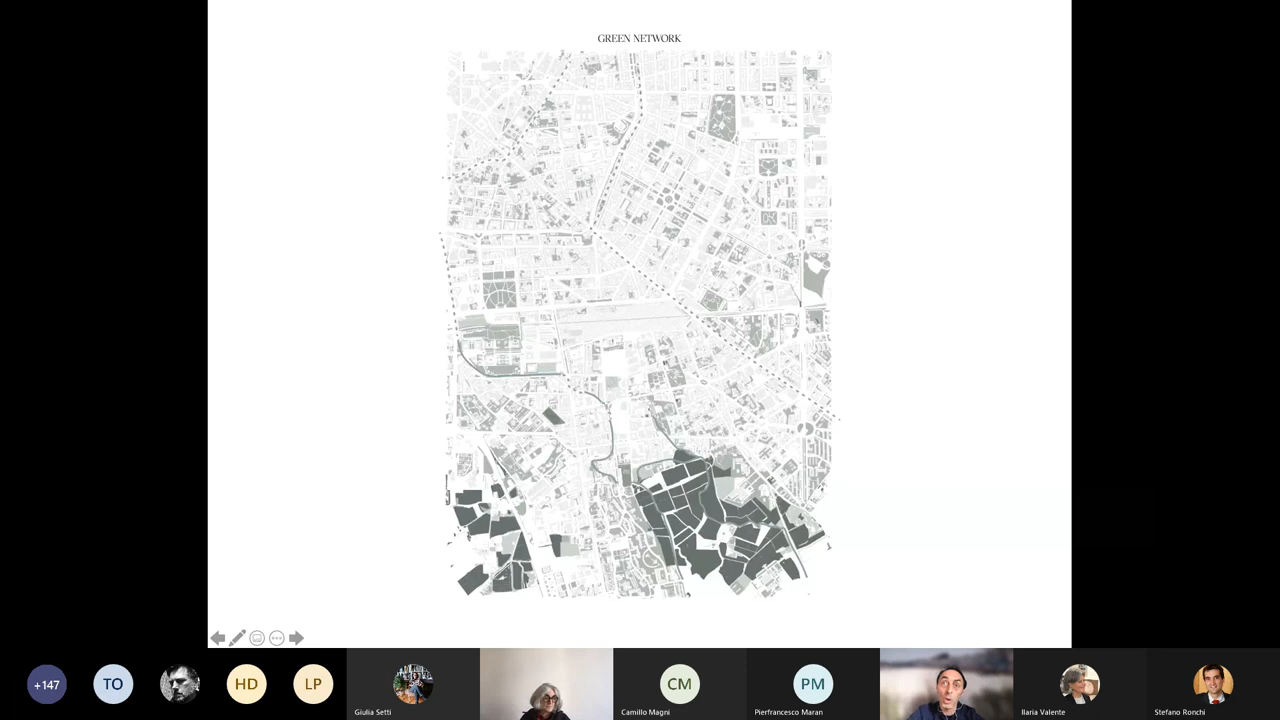 GREEN NETWORK
+147
TO
HD
LP
Giulia Setti
CM
Camillo Magni
PM
Pierfrancesco Maran
Ilaria Valente
Stefano Ronchi